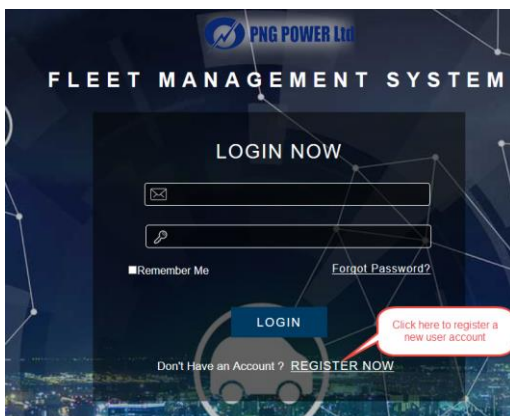 PNG POWER Ltd
FLEET MANAGEMENT SYSTEM
LOGIN NOW
Remember Me
Forgot Password?
LOGIN
Click here to register a
new user account
Don't Have an Account ? REGISTER NOW